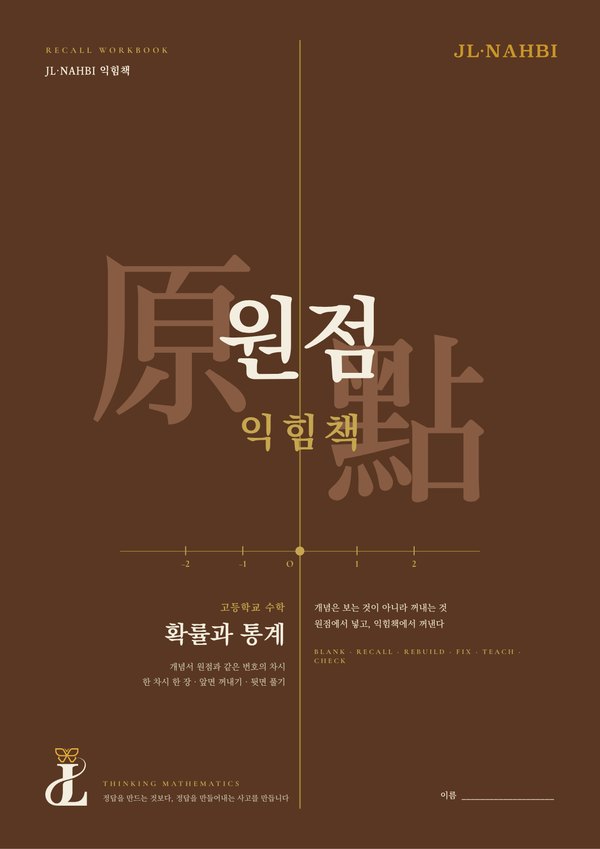 RECALL WORKBOOK
JL·NAHBI 익힘책
JL·NAHBI
原點
원점
익힘책
-2 -1 O 1 2
고등학교 수학
확률과 통계
개념서 원점과 같은 번호의 차시
한 차시 한 장 · 앞면 꺼내기 · 뒷면 풀기
개념은 보는 것이 아니라 꺼내는 것
원점에서 넣고, 익힘책에서 꺼낸다
BLANK · RECALL · REBUILD · FIX · TEACH ·
CHECK
JL
THINKING MATHEMATICS
정답을 만드는 것보다, 정답을 만들어내는 사고를 만듭니다
이름 ____________________